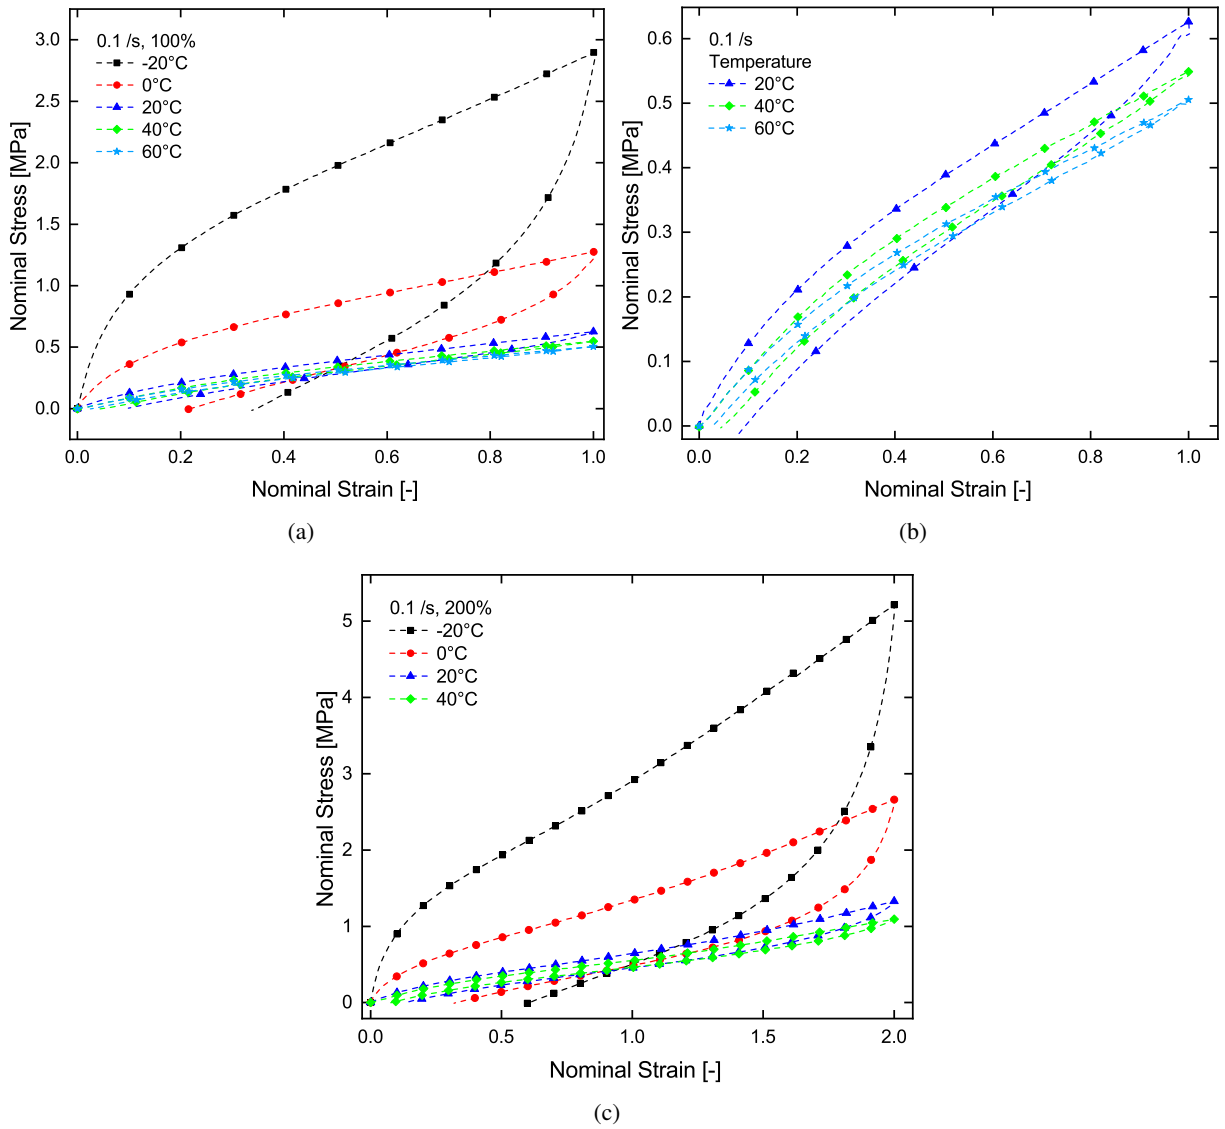 0.1 /s, 100%
-20°C
0°C
20°C
40°C
60°C
3.0
2.5
2.0
1.5
1.0
0.5
0.0
0.0
0.2
0.4
0.6
0.8
1.0
Nominal Stress [MPa]
Nominal Strain [-]
(a)
0.1 /s
Temperature
20°C
40°C
60°C
0.6
0.5
0.4
0.3
0.2
0.1
0.0
0.0
0.2
0.4
0.6
0.8
1.0
Nominal Stress [MPa]
Nominal Strain [-]
(b)
0.1 /s, 200%
-20°C
0°C
20°C
40°C
5
4
3
2
1
0
0.0
0.5
1.0
1.5
2.0
Nominal Stress [MPa]
Nominal Strain [-]
(c)